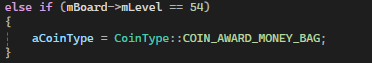 else if (mBoard->mLevel == 54)
{
aCoinType = CoinType::COIN_AWARD_MONEY_BAG;
}